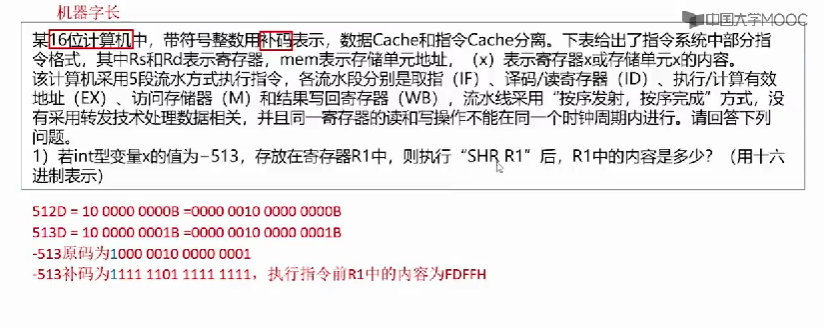 机器字长
中国大学MOOC
某16位计算机中，带符号整数用补码表示，数据Cache和指令Cache分离。下表给出了指令系统中部分指
令格式，其中Rs和Rd表示寄存器，mem表示存储单元地址，（x）表示寄存器x或存储单元x的内容。
该计算机采用5段流水方式执行指令，各流水段分别是取指（IF）、译码/读寄存器（ID）、执行/计算有效
地址（EX）、访问存储器（M）和结果写回寄存器（WB），流水线采用“按序发射，按序完成”方式，没
有采用转发技术处理数据相关，并且同一寄存器的读和写操作不能在同一个时钟周期内进行。请回答下列
问题。
1）若int型变量x的值为−513，存放在寄存器R1中，则执行“SHR R1”后，R1中的内容是多少？（用十六
进制表示）
512D = 10 0000 0000B =0000 0010 0000 0000B
513D = 10 0000 0001B =0000 0010 0000 0001B
-513原码为1000 0010 0000 0001
-513补码为1111 1101 1111 1111，执行指令前R1中的内容为FDFFH